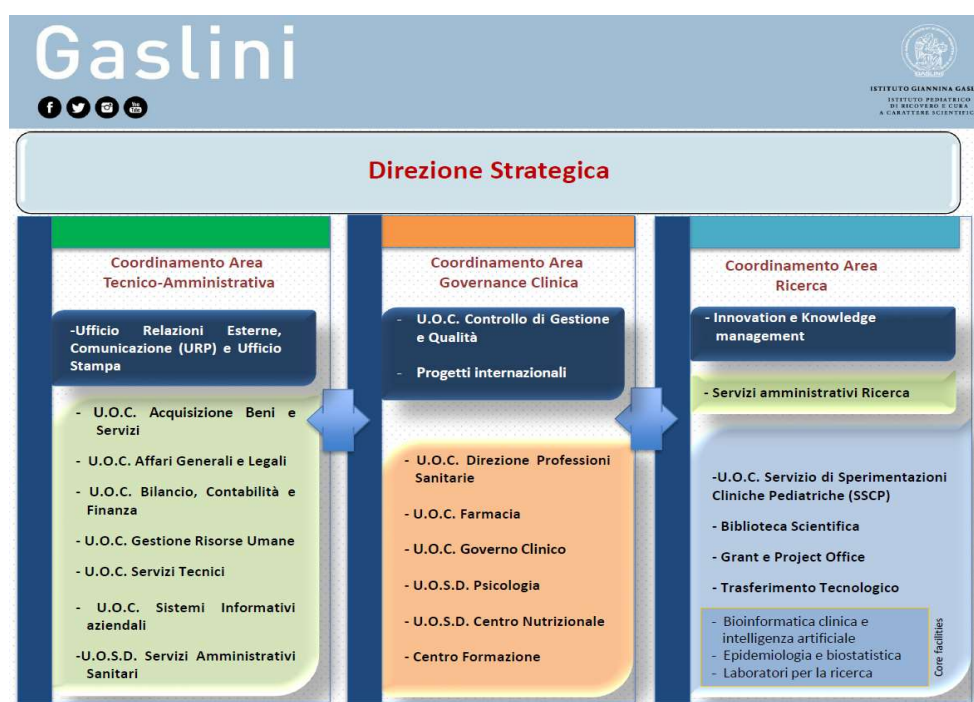 Gaslini
f
You
Tube
GASLINI
ISTITUTO GIANNINA GASL
ISTITUTO PEDIATRICO
DI RICOVERO E CURA
A CARATTERE SCIENTIFIC
Direzione Strategica
Coordinamento Area
Tecnico-Amministrativa
-Ufficio Relazioni Esterne,
Comunicazione (URP) e Ufficio
Stampa
- U.O.C. Acquisizione Beni e
Servizi
- U.O.C. Affari Generali e Legali
- U.O.C. Bilancio, Contabilità e
Finanza
- U.O.C. Gestione Risorse Umane
- U.O.C. Servizi Tecnici
- U.O.C. Sistemi Informativi
aziendali
-U.O.S.D. Servizi Amministrativi
Sanitari
Coordinamento Area
Governance Clinica
- U.O.C. Controllo di Gestione
e Qualità
- Progetti internazionali
- U.O.C. Direzione Professioni
Sanitarie
- U.O.C. Farmacia
- U.O.C. Governo Clinico
- U.O.S.D. Psicologia
- U.O.S.D. Centro Nutrizionale
- Centro Formazione
Coordinamento Area
Ricerca
- Innovation e Knowledge
management
- Servizi amministrativi Ricerca
-U.O.C. Servizio di Sperimentazioni
Cliniche Pediatriche (SSCP)
- Biblioteca Scientifica
- Grant e Project Office
- Trasferimento Tecnologico
- Bioinformatica clinica e
intelligenza artificiale
- Epidemiologia e biostatistica
- Laboratori per la ricerca
Core facilities